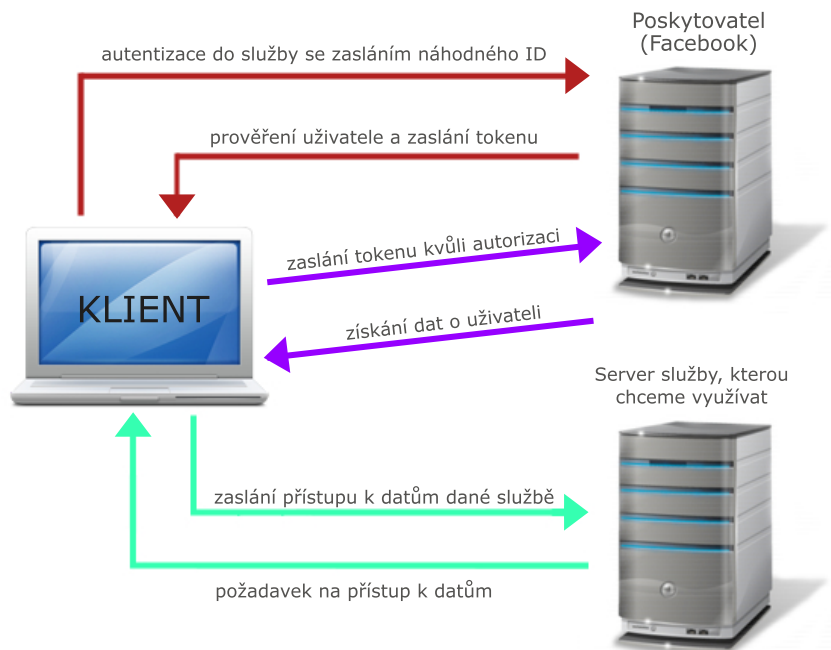 Poskytovatel
(Facebook)
autentizace do služby se zasláním náhodného ID
prověření uživatele a zaslání tokenu
zaslání tokenu kvůli autorizaci
KLIENT
získání dat o uživateli
Server služby, kterou
chceme využívat
zaslání přístupu k datům dané službě
požadavek na přístup k datům